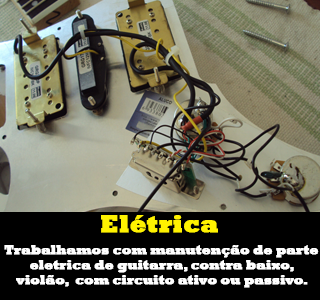 Elétrica
Trabalhamos com manutenção de parte
eletrica de guitarra, contra baixo,
violão, com circuito ativo ou passivo.